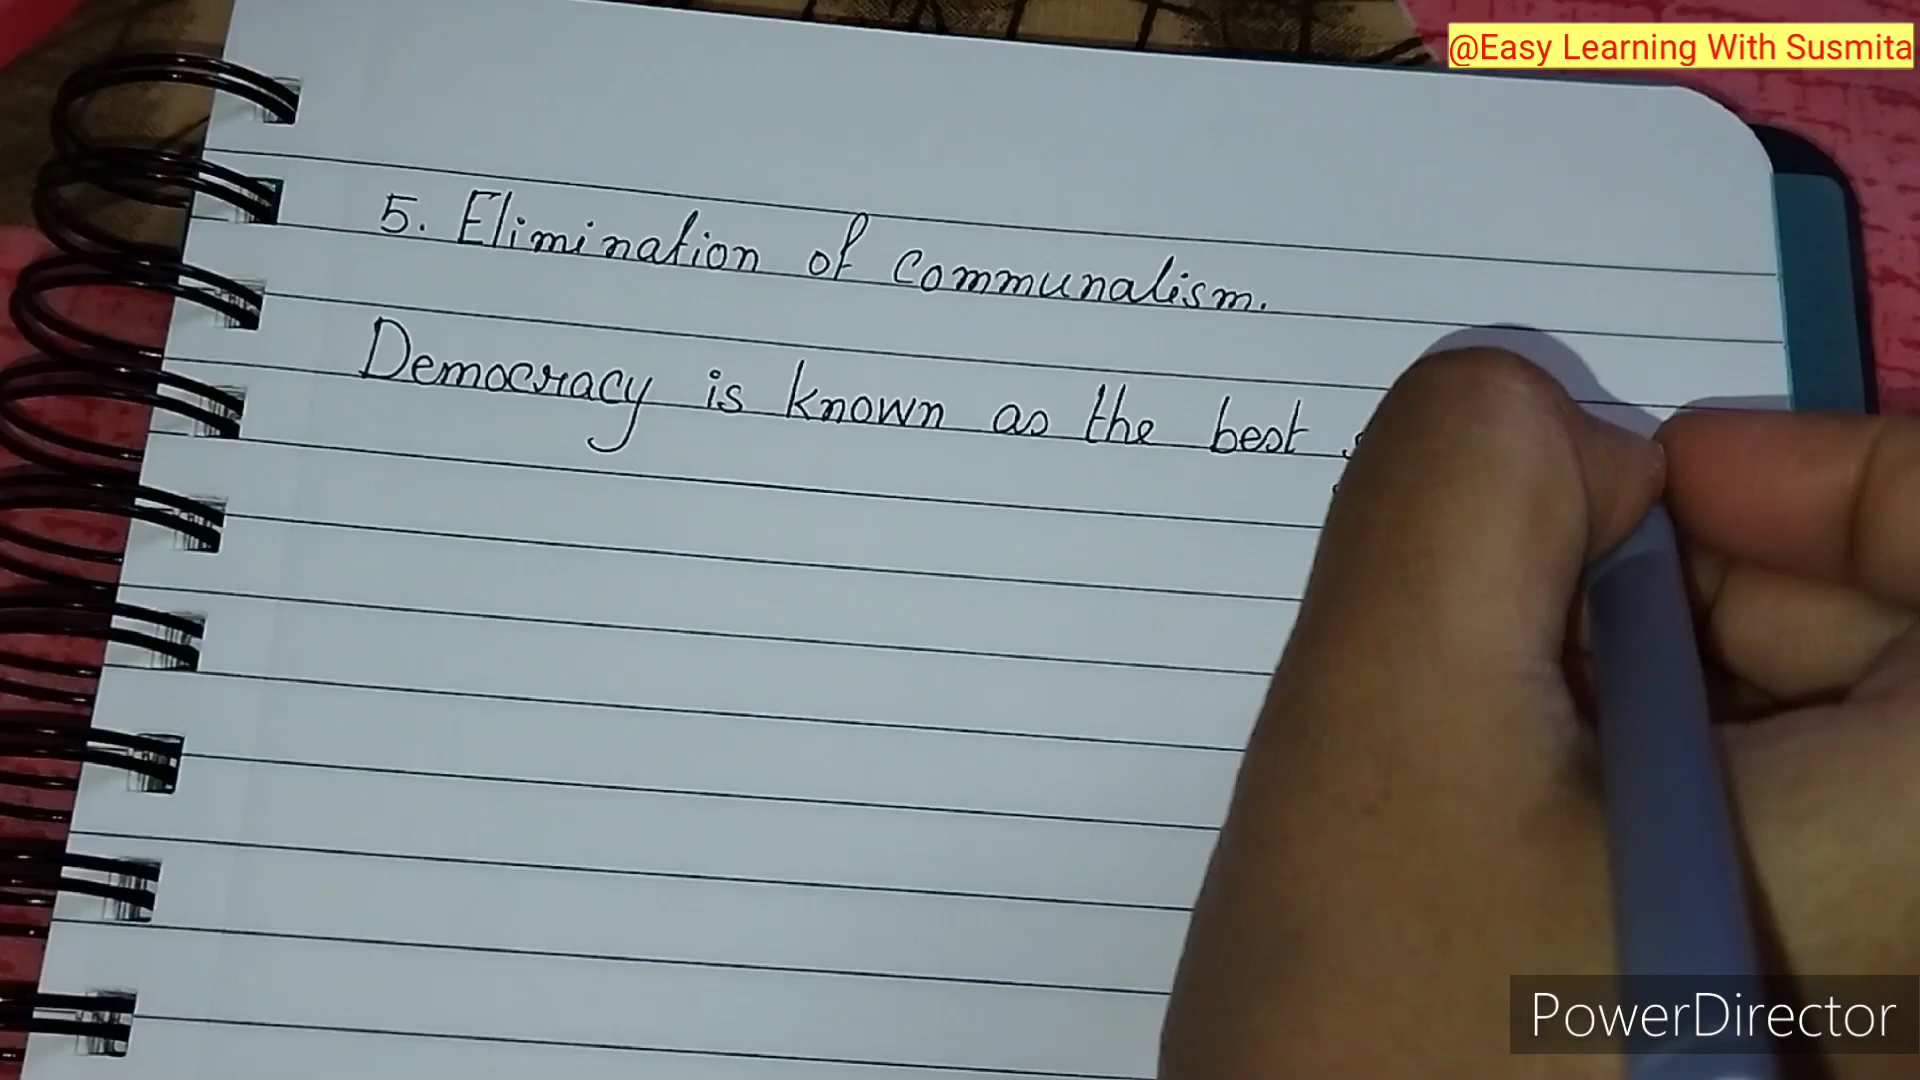 @Easy Learning With Susmita
5. Elimination of communalism.
Democracy is known as the best
PowerDirector